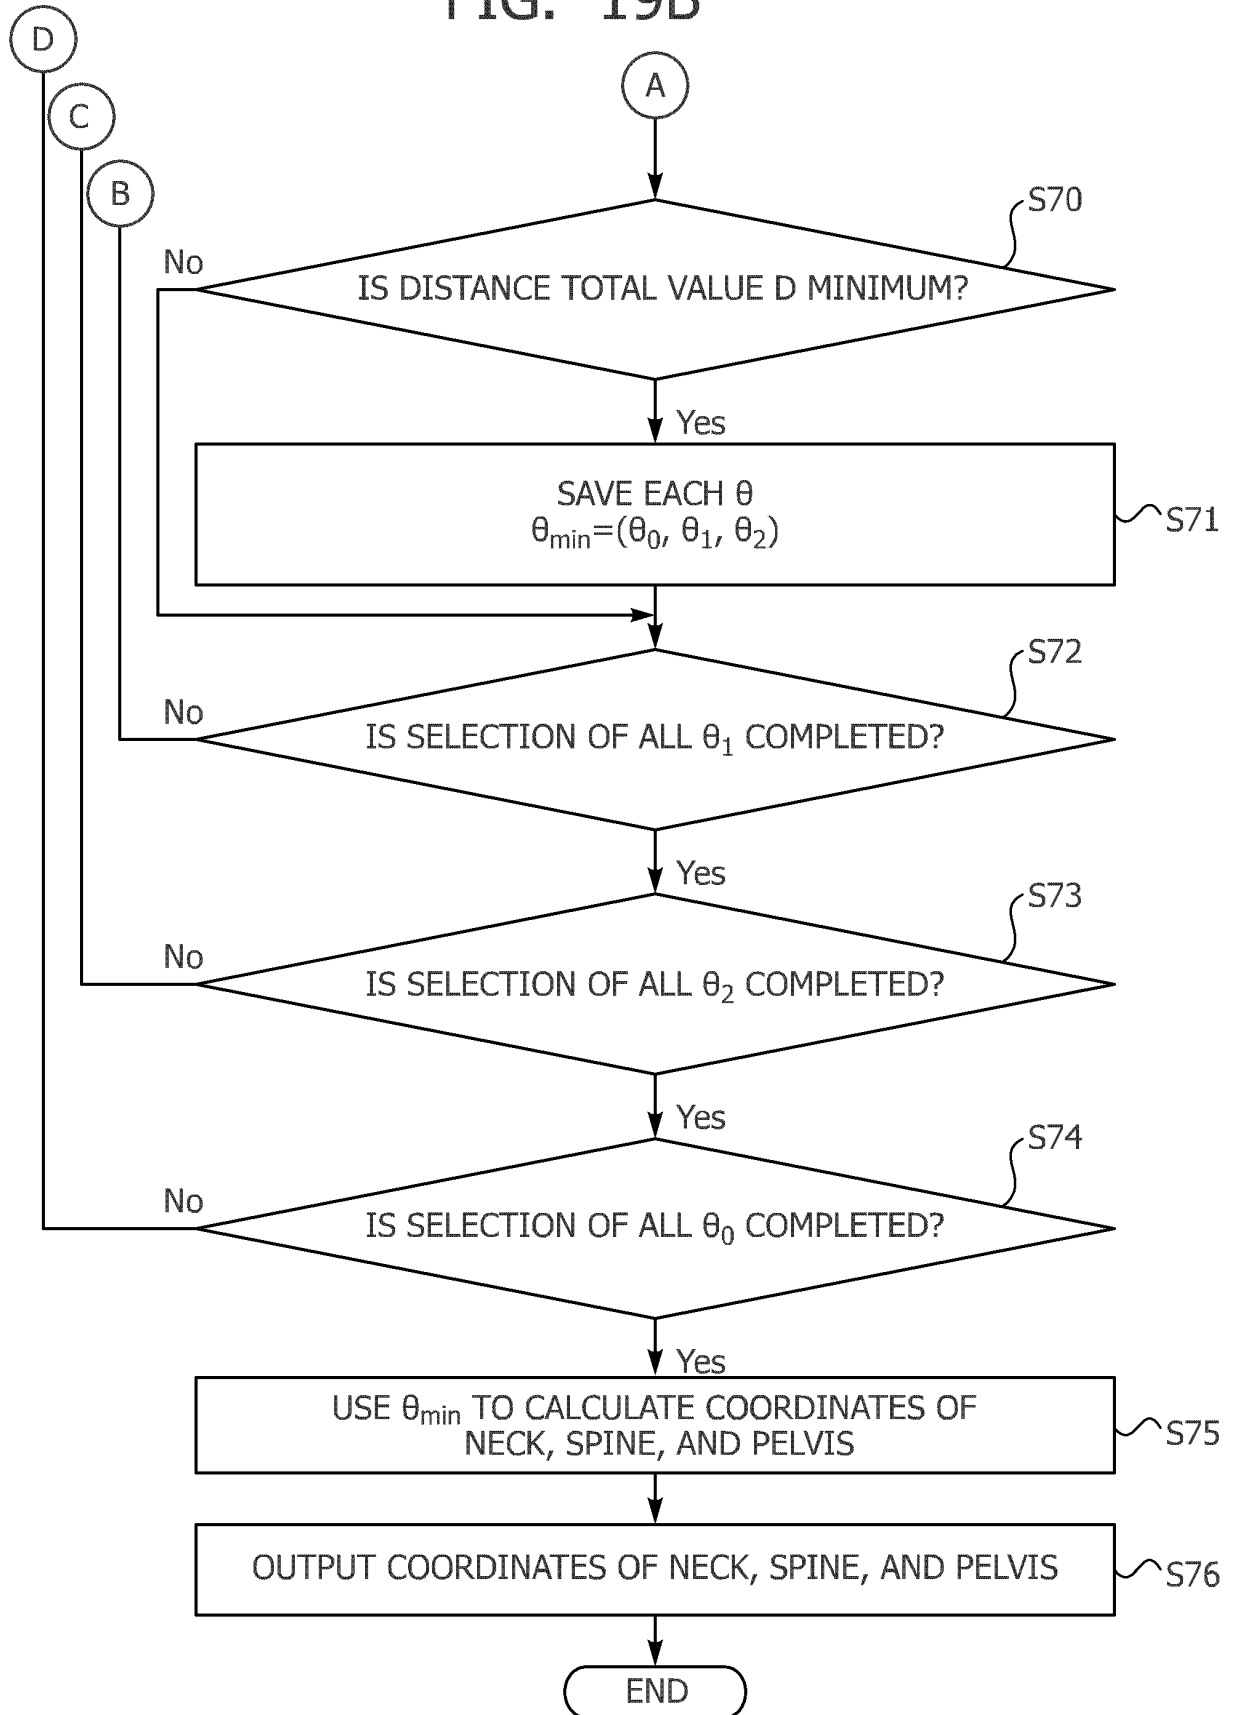 FIG. 19B
D
A
C
B
S70
No
IS DISTANCE TOTAL VALUE D MINIMUM?
Yes
SAVE EACH θ
θmin=(θ0, θ1, θ2)
S71
S72
No
IS SELECTION OF ALL θ1 COMPLETED?
Yes
S73
No
IS SELECTION OF ALL θ2 COMPLETED?
Yes
S74
No
IS SELECTION OF ALL θ0 COMPLETED?
Yes
USE θmin TO CALCULATE COORDINATES OF
NECK, SPINE, AND PELVIS
S75
OUTPUT COORDINATES OF NECK, SPINE, AND PELVIS
S76
END